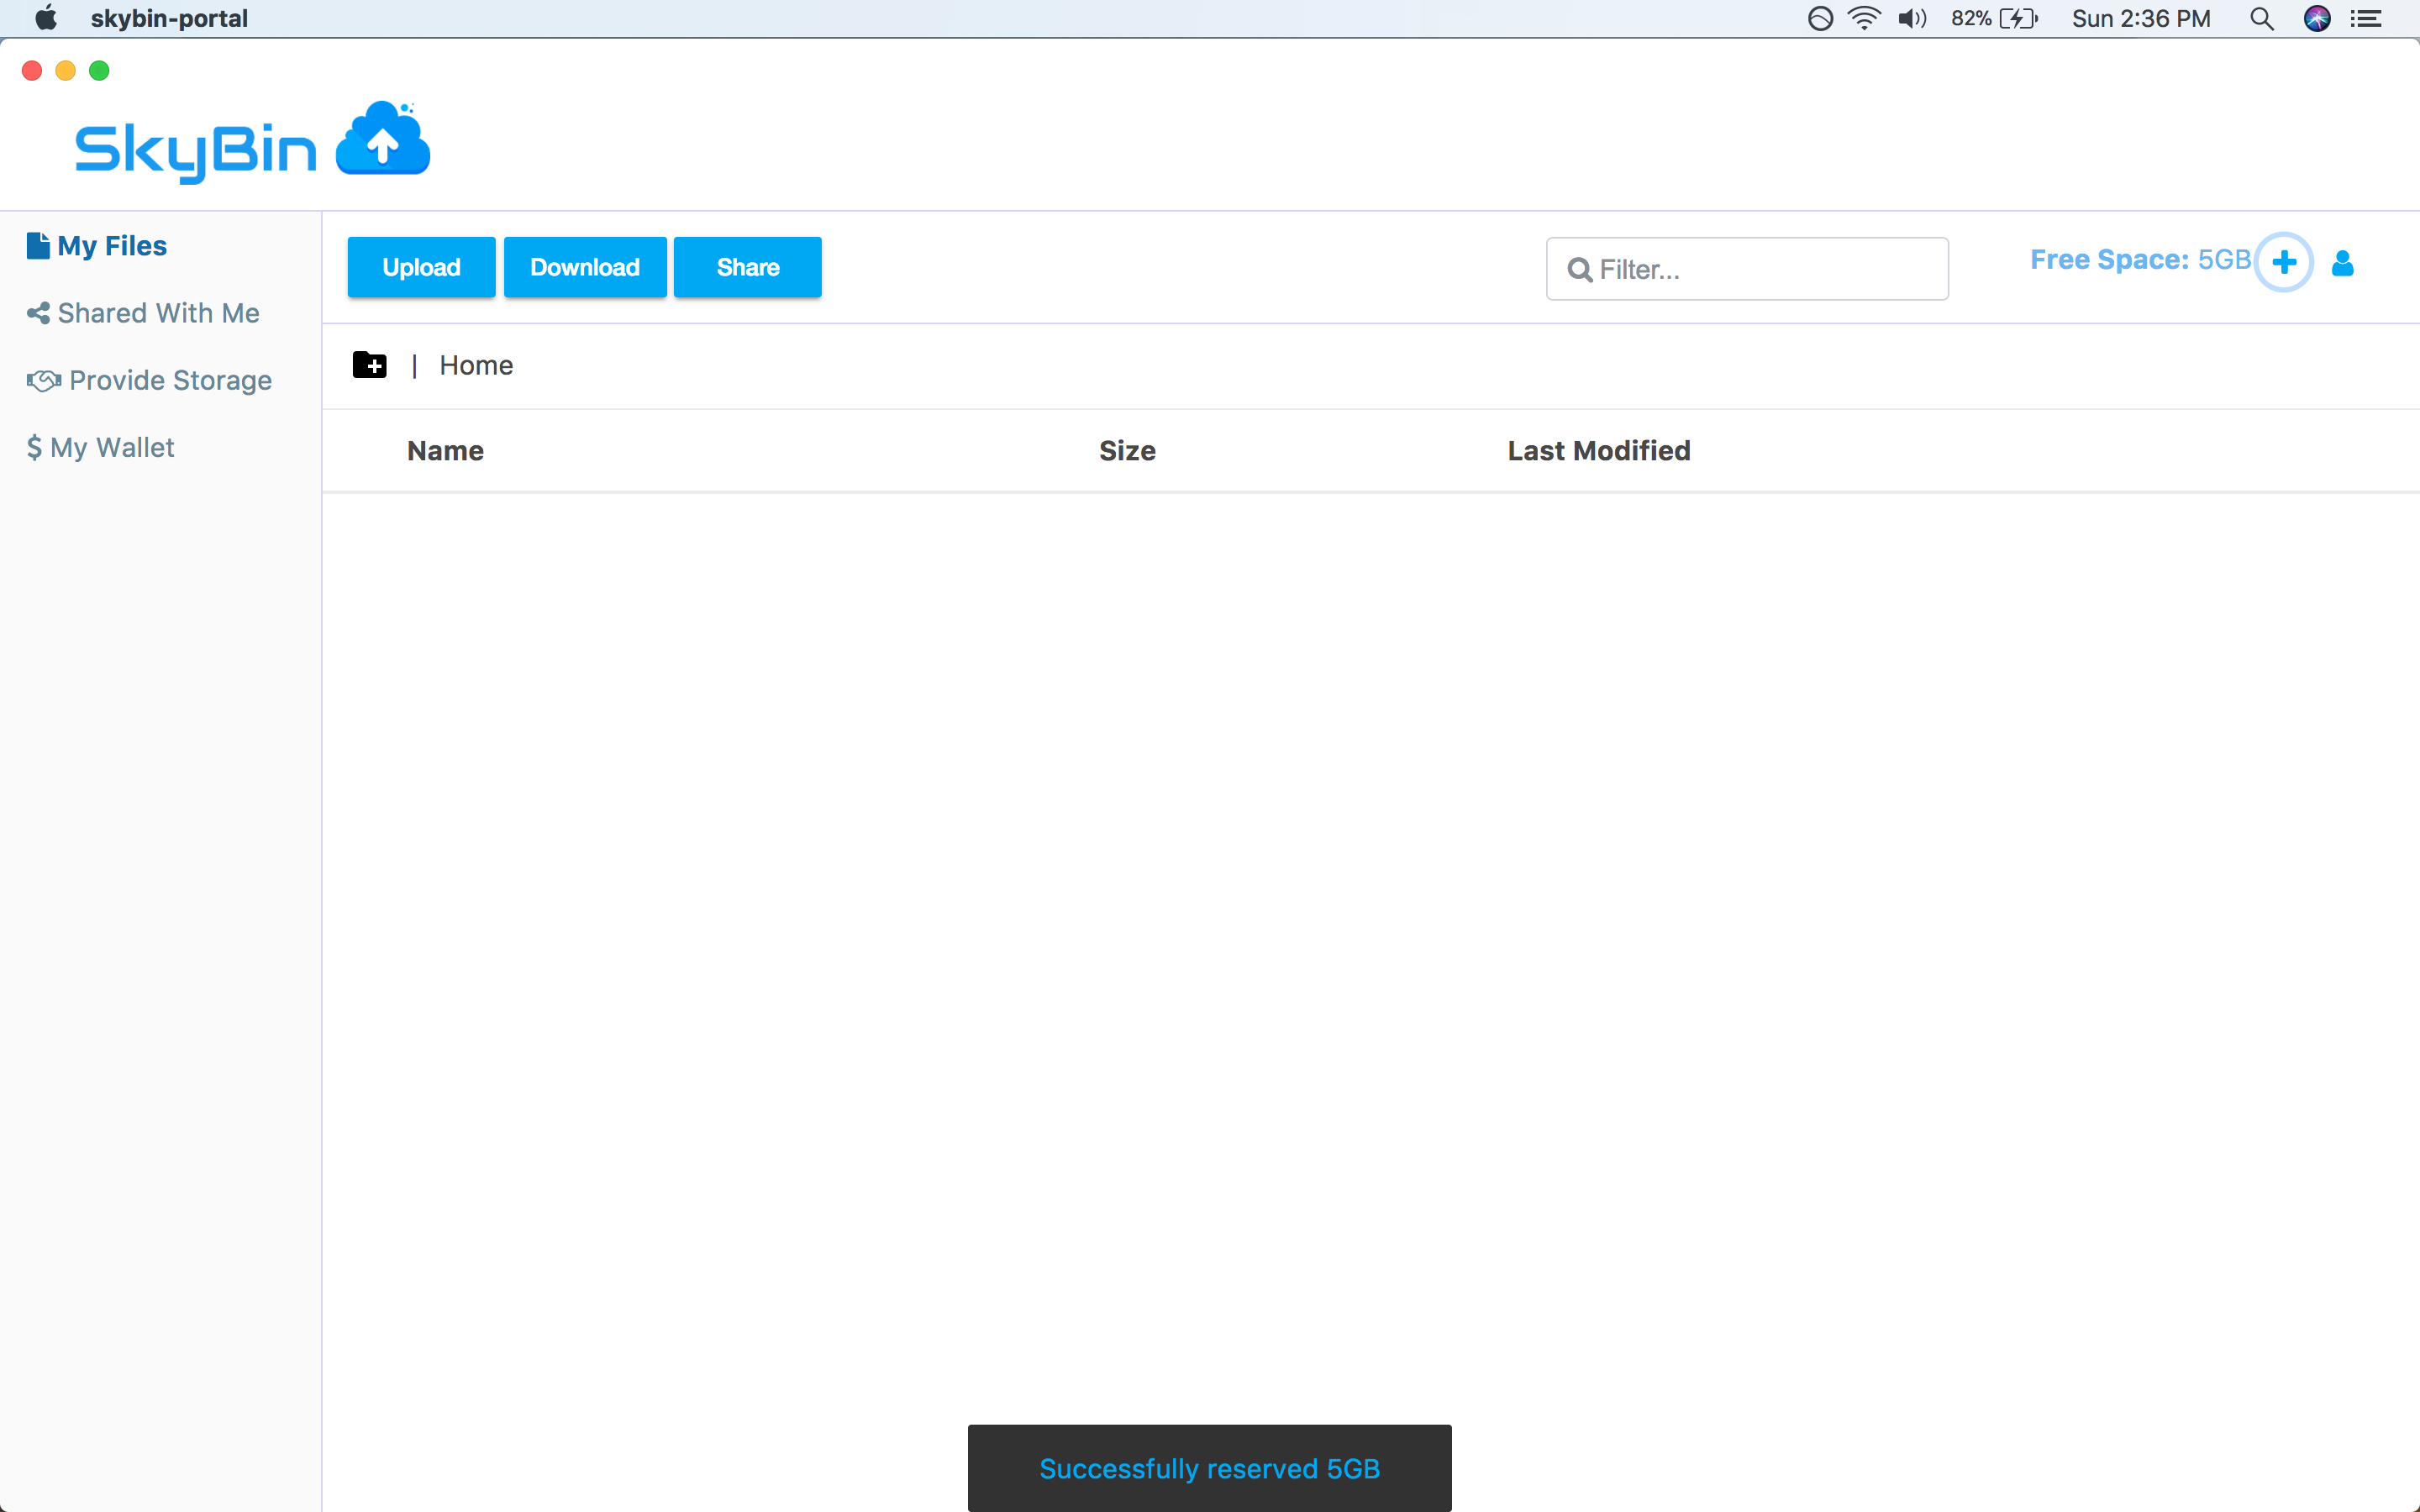 skybin-portal 82% Sun 2:36 PM
SkyBin
My Files
Shared With Me
Provide Storage
$ My Wallet
Upload Download Share Filter... Free Space: 5GB
| Home
Name Size Last Modified
Successfully reserved 5GB